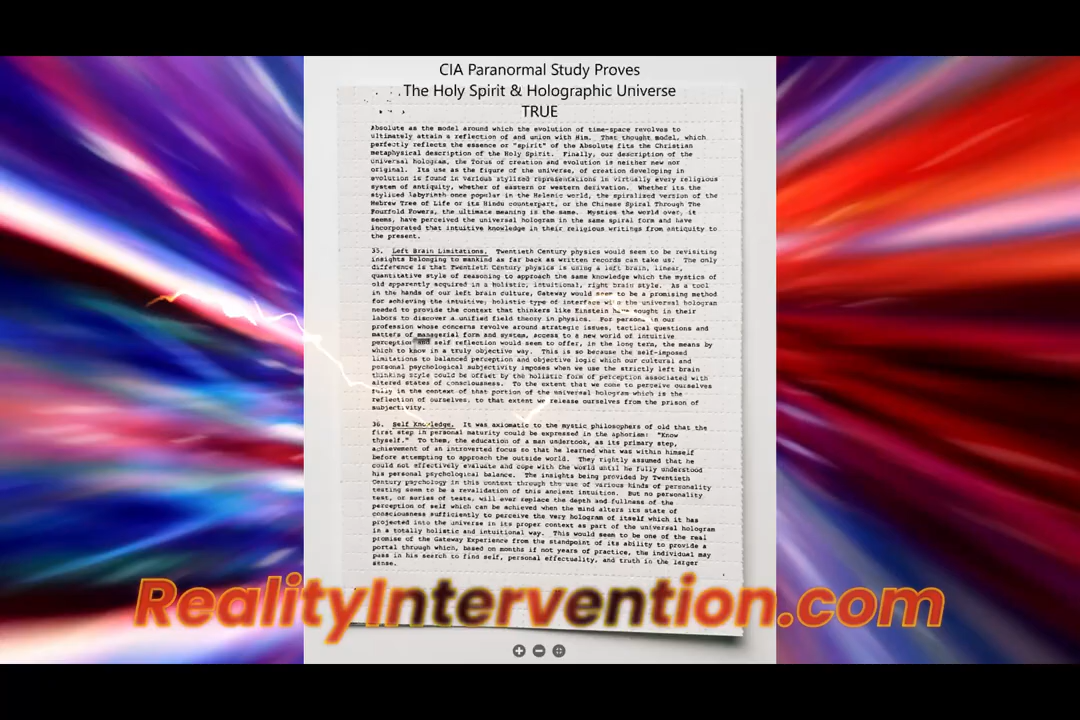 CIA Paranormal Study Proves
The Holy Spirit & Holographic Universe
TRUE
Absolute as the model around which the evolution of time-space revolves to
ultimately attain a reflection of and union with Him. That thought model, which
perfectly reflects the essence or "spirit" of the Absolute fits the Christian
metaphysical description of the Holy Spirit. Finally, our description of the
universal hologram, the Torus of creation and evolution is neither new nor
original. Its use as the figure of the universe, of creation developing in
evolution is found in various stylized representations in virtually every religious
system of antiquity, whether of eastern or western derivation. Whether its the
stylized labyrinth once popular in the Helenic world, the spiralized version of the
Hebrew Tree of Life or its Hindu counterpart, or the Chinese Spiral Through The
Fourfold Powers, the ultimate meaning is the same. Mystics the world over, it
seems, have perceived the universal hologram in the same spiral form and have
incorporated that intuitive knowledge in their religious writings from antiquity to
the present.
35. Left Brain Limitations. Twentieth Century physics would seem to be revisiting
insights belonging to mankind as far back as written records can take us. The only
difference is that Twentieth Century physics is using a left brain, linear,
quantitative style of reasoning to approach the same knowledge which the mystics of
old apparently acquired in a holistic, intuitional, right brain style. As a tool
in the hands of our left brain culture, Gateway would seem to be a promising method
for achieving the intuitive, holistic type of interface with the universal hologram
needed to provide the context that thinkers like Einstein have sought in their
labors to discover a unified field theory in physics. For persons in our
profession whose concerns revolve around strategic issues, tactical questions and
matters of managerial form and system, access to a new world of intuitive
perception and self reflection would seem to offer, in the long term, the means by
which to know in a truly objective way. This is so because the self-imposed
limitations to balanced perception and objective logic which our cultural and
personal psychological subjectivity imposes when we use the strictly left brain
thinking style could be offset by the holistic form of perception associated with
altered states of consciousness. To the extent that we come to perceive ourselves
fully in the context of that portion of the universal hologram which is the
reflection of ourselves, to that extent we release ourselves from the prison of
subjectivity.
36. Self Knowledge. It was axiomatic to the mystic philosophers of old that the
first step in personal maturity could be expressed in the aphorism: "Know
thyself." To them, the education of a man undertook, as its primary step,
achievement of an introverted focus so that he learned what was within himself
before attempting to approach the outside world. They rightly assumed that he
could not effectively evaluate and cope with the world until he fully understood
his personal psychological balance. The insights being provided by Twentieth
Century psychology in this context through the use of various kinds of personality
testing seem to be a revalidation of this ancient intuition. But no personality
test, or series of tests, will ever replace the depth and fullness of the
perception of self which can be achieved when the mind alters its state of
consciousness sufficiently to perceive the very hologram of itself which it has
projected into the universe in its proper context as part of the universal hologram
in a totally holistic and intuitional way. This would seem to be one of the real
promise of the Gateway Experience from the standpoint of its ability to provide a
portal through which, based on months if not years of practice, the individual may
pass in his search to find self, personal effectuality, and truth in the larger
sense.
RealityIntervention.com